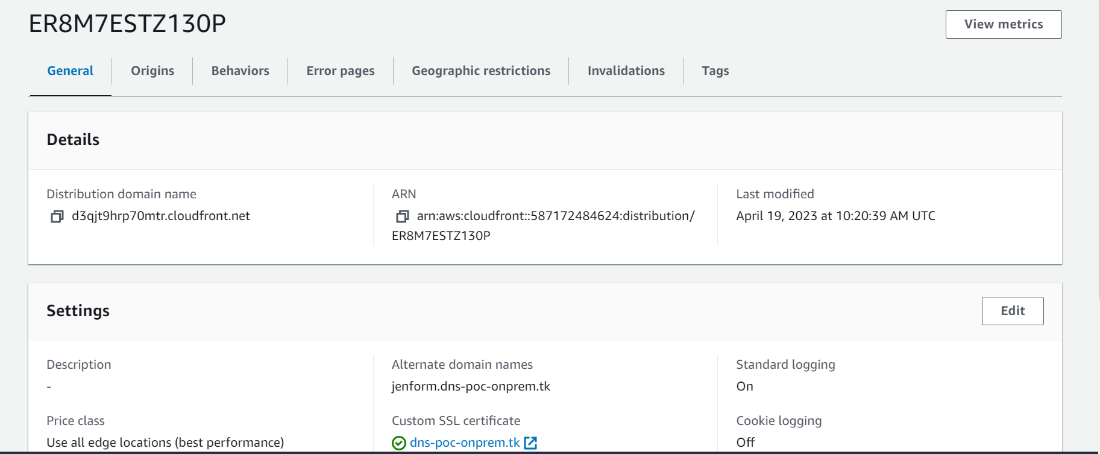 ER8M7ESTZ130P
View metrics
General
Origins
Behaviors
Error pages
Geographic restrictions
Invalidations
Tags
Details
Distribution domain name
d3qjt9hrp70mtr.cloudfront.net
ARN
arn:aws:cloudfront::587172484624:distribution/
ER8M7ESTZ130P
Last modified
April 19, 2023 at 10:20:39 AM UTC
Settings
Edit
Description
-
Alternate domain names
jenform.dns-poc-onprem.tk
Standard logging
On
Price class
Use all edge locations (best performance)
Custom SSL certificate
dns-poc-onprem.tk
Cookie logging
Off